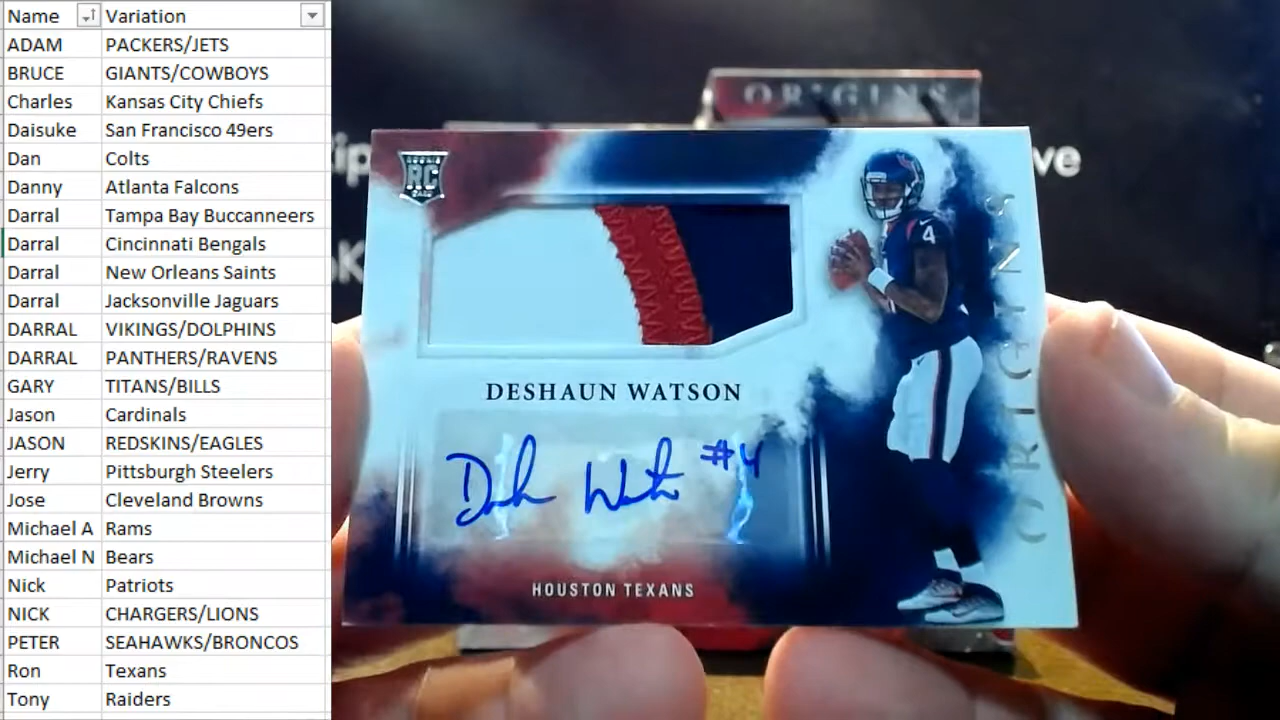 Name Variation
ADAM PACKERS/JETS
BRUCE GIANTS/COWBOYS
Charles Kansas City Chiefs
Daisuke San Francisco 49ers
Dan Colts
Danny Atlanta Falcons
Darral Tampa Bay Buccanneers
Darral Cincinnati Bengals
Darral New Orleans Saints
Darral Jacksonville Jaguars
DARRAL VIKINGS/DOLPHINS
DARRAL PANTHERS/RAVENS
GARY TITANS/BILLS
Jason Cardinals
JASON REDSKINS/EAGLES
Jerry Pittsburgh Steelers
Jose Cleveland Browns
Michael A Rams
Michael N Bears
Nick Patriots
NICK CHARGERS/LIONS
PETER SEAHAWKS/BRONCOS
Ron Texans
Tony Raiders
ORIGINS
RC
4
DESHAUN WATSON
#4
HOUSTON TEXANS
ORIGINS